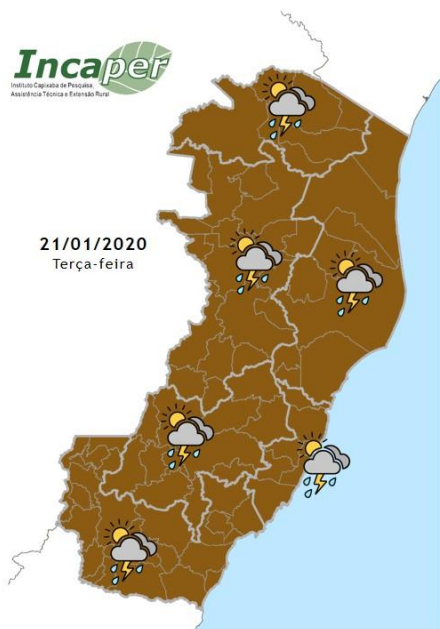 Incaper
Instituto Capixaba de Pesquisa,
Assistência Técnica e Extensão Rural
21/01/2020
Terça-feira